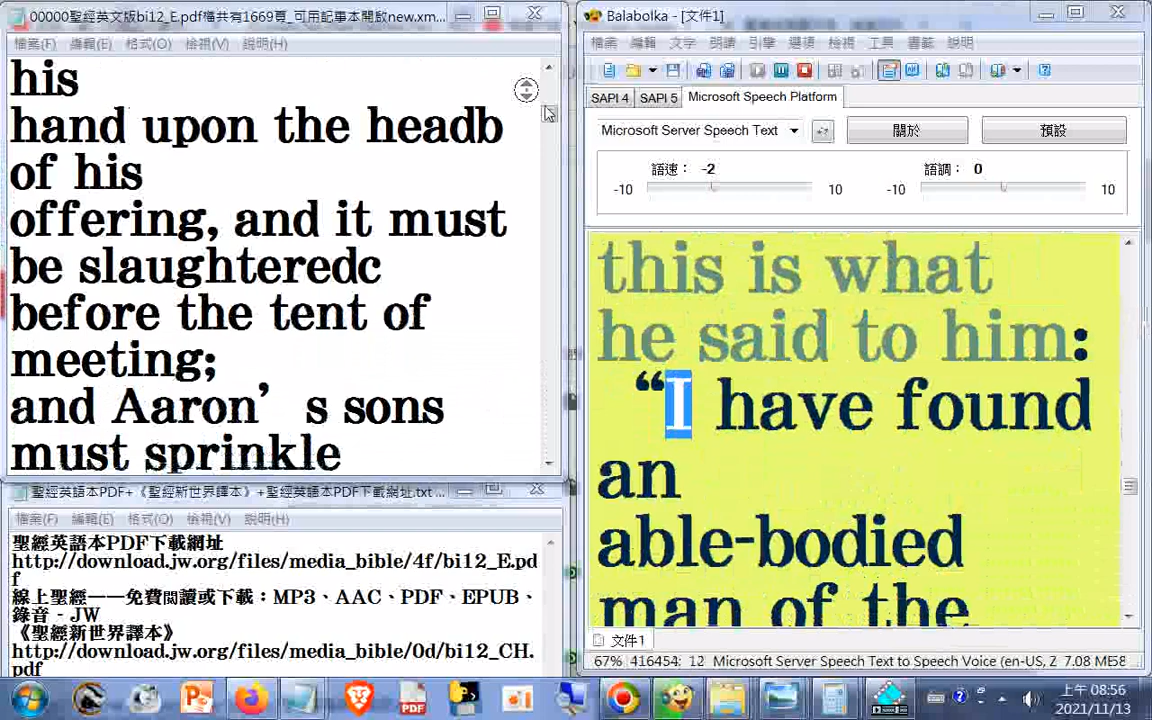 00000聖經英文版bi12_E.pdf檔共有1669頁_可用記事本開啟new.xm...
檔案(F) 編輯(E) 格式(O) 檢視(V) 說明(H)
his
hand upon the headb
of his
offering, and it must
be slaughteredc
before the tent of
meeting;
and Aaron’s sons
must sprinkle
聖經英語本PDF+《聖經新世界譯本》+聖經英語本PDF下載網址.txt ...
檔案(F) 編輯(E) 格式(O) 檢視(V) 說明(H)
聖經英語本PDF下載網址
http://download.jw.org/files/media_bible/4f/bi12_E.pd
f
線上聖經——免費閱讀或下載：MP3、AAC、PDF、EPUB、
錄音 - JW
《聖經新世界譯本》
http://download.jw.org/files/media_bible/0d/bi12_CH.
pdf
Balabolka - [文件1]
檔案 編輯 文字 朗讀 引擎 選項 檢視 工具 書籤 說明
SAPI 4 SAPI 5 Microsoft Speech Platform
Microsoft Server Speech Text 關於 預設
語速： -2 語調： 0
-10 10 -10 10
this is what
he said to him:
“I have found
an
able-bodied
man of the
文件1
67% 416454: 12 Microsoft Server Speech Text to Speech Voice (en-US, Z 7.08 ME58
上午 08:56
2021/11/13